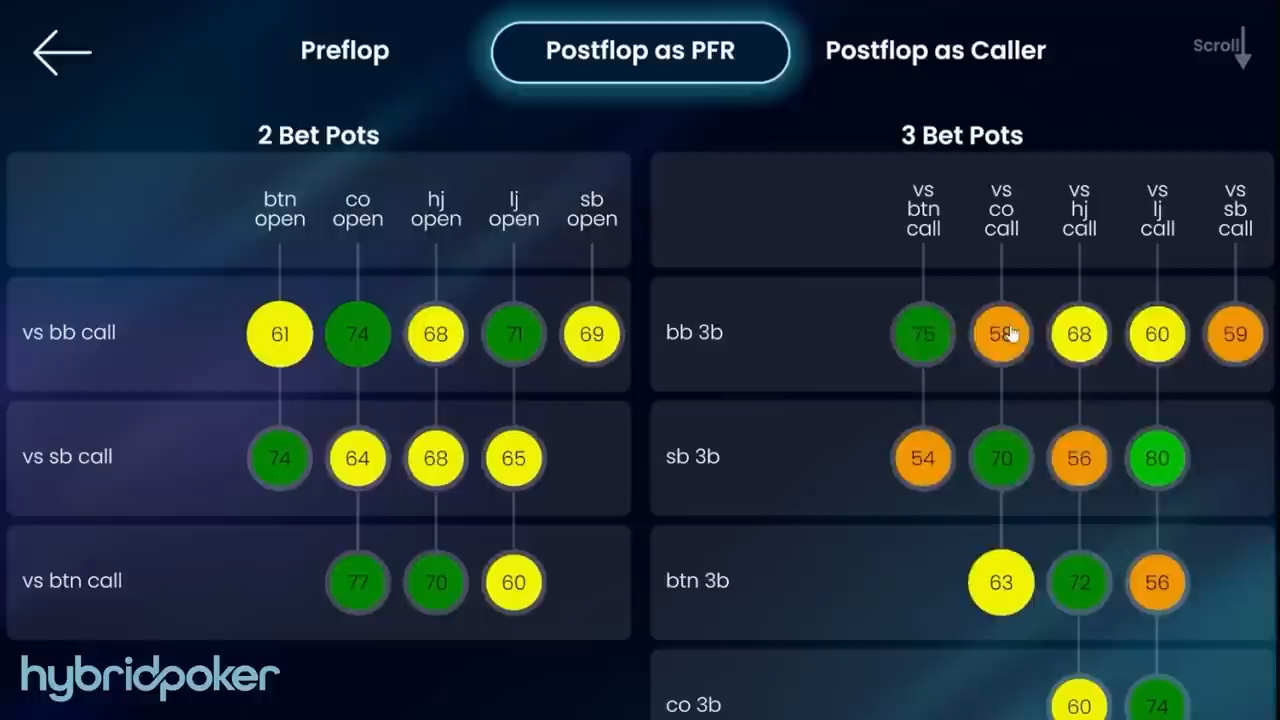 Preflop
Postflop as PFR
Postflop as Caller
Scroll
2 Bet Pots
btn open
co open
hj open
lj open
sb open
vs bb call
61 74 68 71 69
vs sb call
74 64 68 65
vs btn call
77 70 60
3 Bet Pots
vs btn call
vs co call
vs hj call
vs lj call
vs sb call
bb 3b
75 58 68 60 59
sb 3b
54 70 56 80
btn 3b
63 72 56
co 3b
60 74
hybridpoker